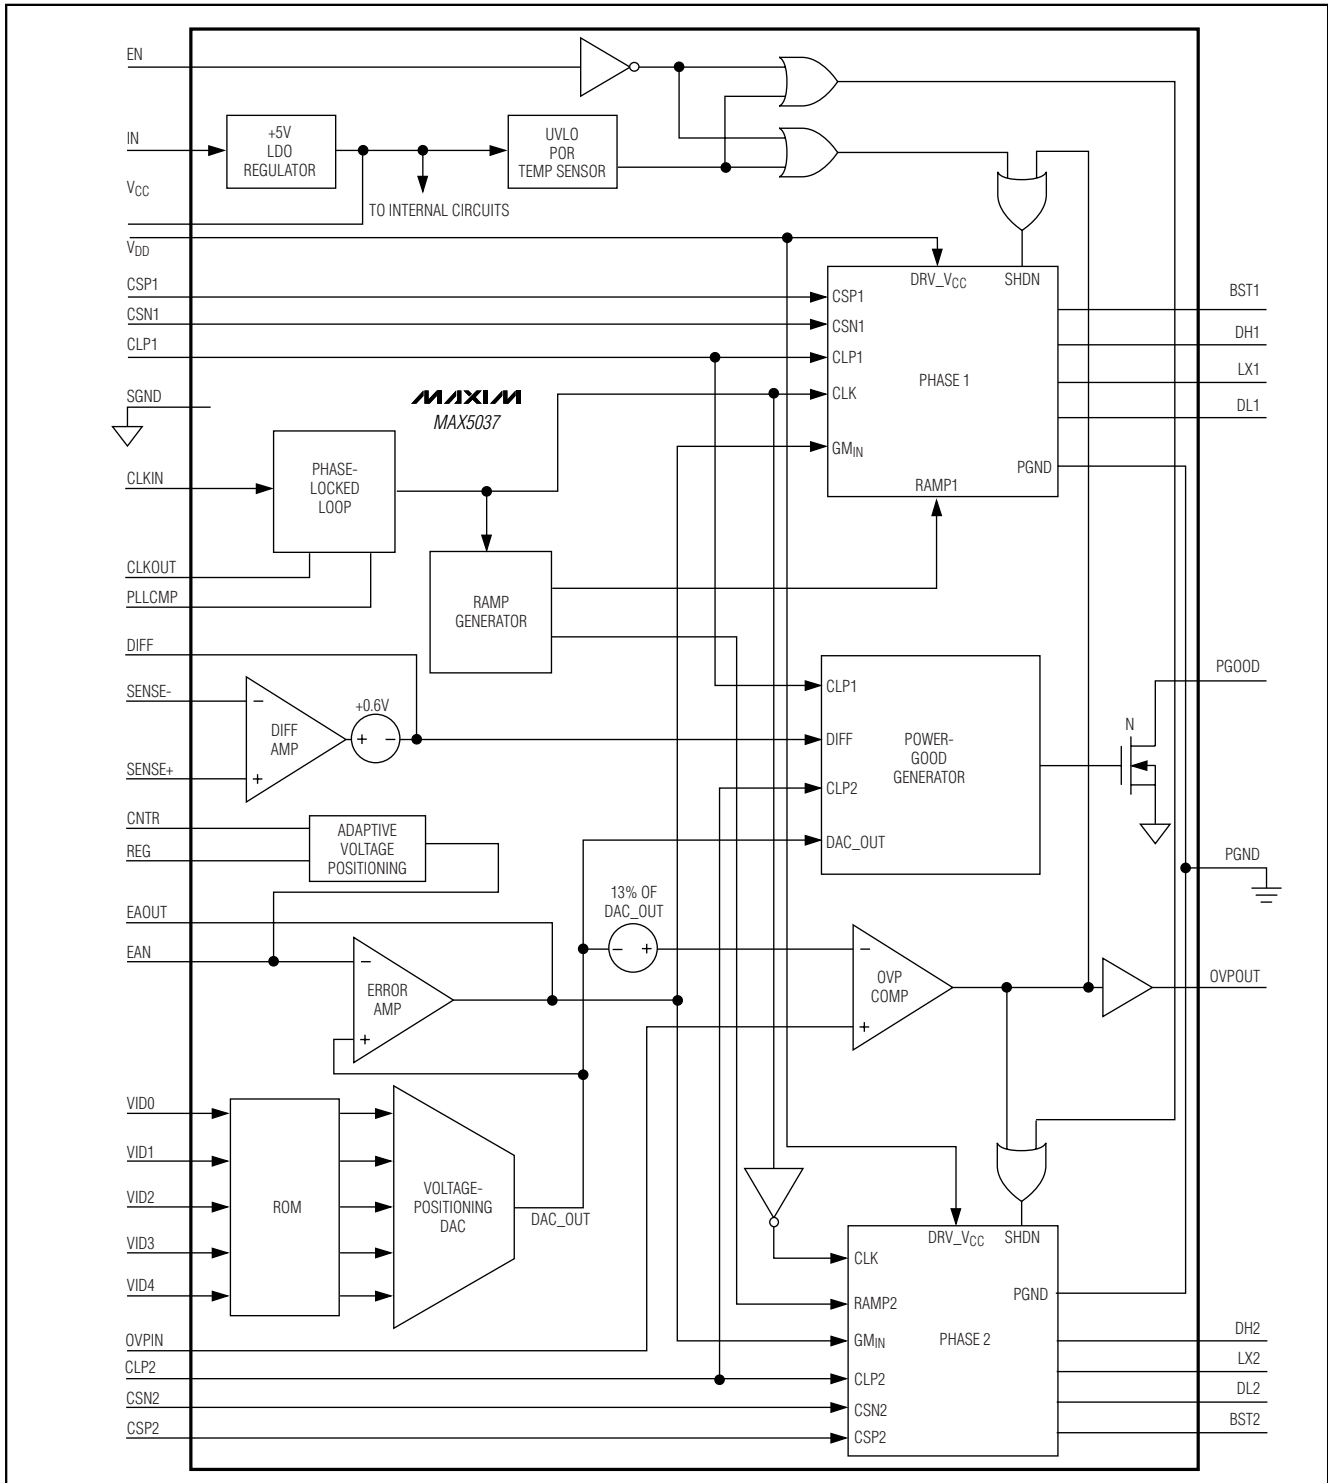 EN
IN
+5V
LDO
REGULATOR
UVLO
POR
TEMP SENSOR
VCC
TO INTERNAL CIRCUITS
VDD
CSP1
CSN1
CLP1
SGND
MAXIM
MAX5037
DRV_VCC
SHDN
CSP1
CSN1
CLP1
CLK
GMIN
PHASE 1
PGND
RAMP1
BST1
DH1
LX1
DL1
CLKIN
PHASE-
LOCKED
LOOP
CLKOUT
PLLCMP
RAMP
GENERATOR
DIFF
SENSE-
SENSE+
−
+
DIFF
AMP
+0.6V
+ −
CLP1
DIFF
CLP2
DAC_OUT
POWER-
GOOD
GENERATOR
N
PGOOD
PGND
CNTR
REG
ADAPTIVE
VOLTAGE
POSITIONING
EAOUT
EAN
−
+
ERROR
AMP
13% OF
DAC_OUT
− +
−
+
OVP
COMP
OVPOUT
VID0
VID1
VID2
VID3
VID4
ROM
VOLTAGE-
POSITIONING
DAC
DAC_OUT
OVPIN
CLP2
CSN2
CSP2
DRV_VCC
SHDN
CLK
RAMP2
GMIN
CLP2
CSN2
CSP2
PHASE 2
PGND
DH2
LX2
DL2
BST2